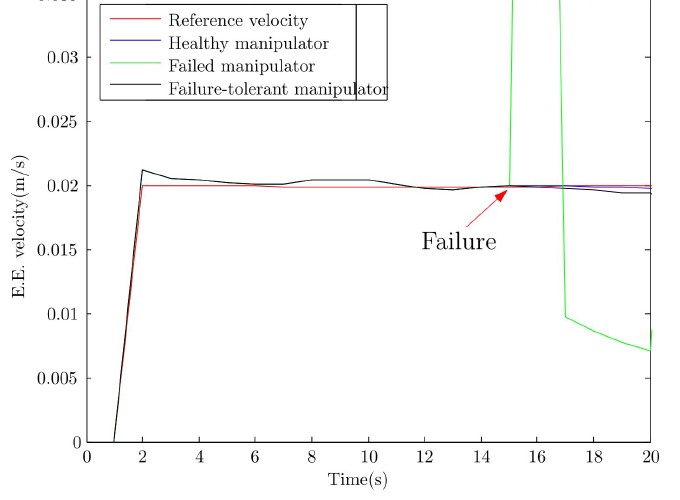 Reference velocity
Healthy manipulator
Failed manipulator
Failure-tolerant manipulator
0.03
0.025
0.02
0.015
0.01
0.005
0
E.E. velocity(m/s)
Failure
0 2 4 6 8 10 12 14 16 18 20
Time(s)